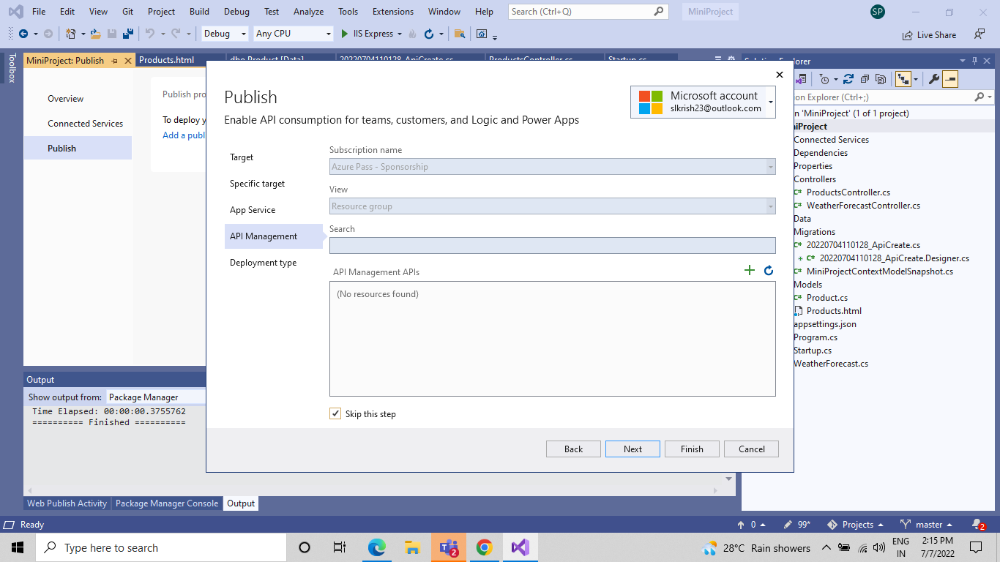 File Edit View Git Project Build Debug Test Analyze Tools Extensions Window Help Search (Ctrl+Q) MiniProject SP
Debug Any CPU IIS Express Live Share
Toolbox
MiniProject: Publish Products.html dbo.Product [Data] 20220704110128_ApiCreate.cs ProductsController.cs Startup.cs
Overview
Connected Services
Publish
Publish
To deploy
Add a publ
Publish
Enable API consumption for teams, customers, and Logic and Power Apps
Microsoft account
slkrish23@outlook.com
Target
Specific target
App Service
API Management
Deployment type
Subscription name
Azure Pass - Sponsorship
View
Resource group
Search
API Management APIs
(No resources found)
Skip this step
Back Next Finish Cancel
Explorer
on Explorer (Ctrl+;)
n 'MiniProject' (1 of 1 project)
niProject
Connected Services
Dependencies
Properties
Controllers
C# ProductsController.cs
C# WeatherForecastController.cs
Data
Migrations
C# 20220704110128_ApiCreate.cs
+ C# 20220704110128_ApiCreate.Designer.cs
C# MiniProjectContextModelSnapshot.cs
Models
C# Product.cs
Products.html
appsettings.json
Program.cs
Startup.cs
WeatherForecast.cs
Output
Show output from: Package Manager
Time Elapsed: 00:00:00.3755762
========== Finished ==========
Web Publish Activity Package Manager Console Output
Ready 0 99* Projects master 2
Type here to search 2 28°C Rain showers ENG IN 2:15 PM 7/7/2022